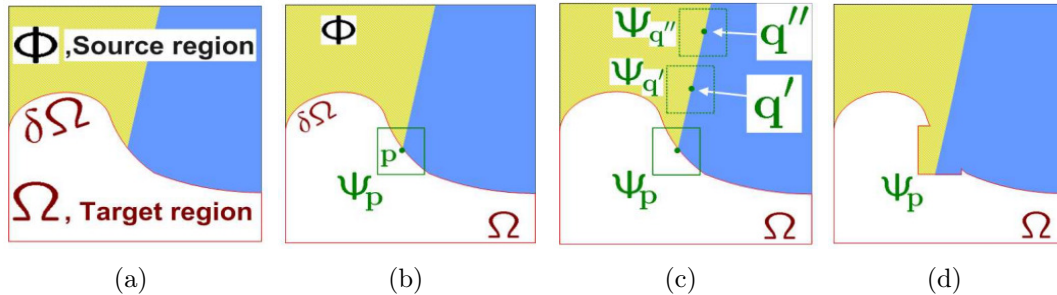 Φ ,Source region
δΩ
Ω, Target region
(a)
Φ
δΩ
p
Ψp
Ω
(b)
Ψq′′ q′′
Ψq′ q′
Ψp
Ω
(c)
Ψp
Ω
(d)